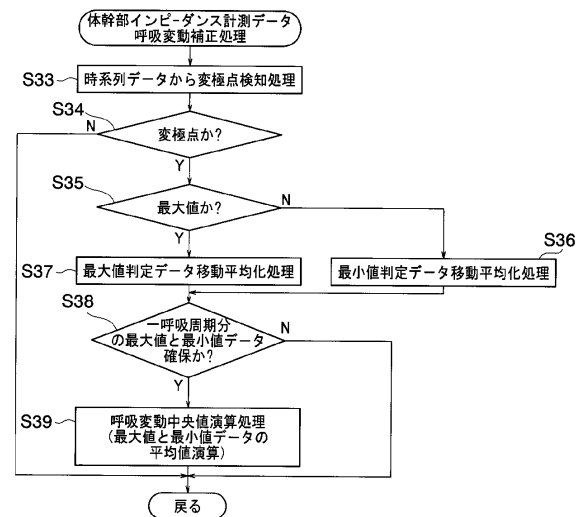 体幹部インピ-ダンス計測データ
呼吸変動補正処理
S33
時系列データから変極点検知処理
S34
N
変極点か?
Y
S35
最大値か?
N
Y
S36
S37
最大値判定データ移動平均化処理
最小値判定データ移動平均化処理
S38
一呼吸周期分
の最大値と最小値データ
確保か?
N
Y
S39
呼吸変動中央値演算処理
(最大値と最小値データの
平均値演算)
戻る